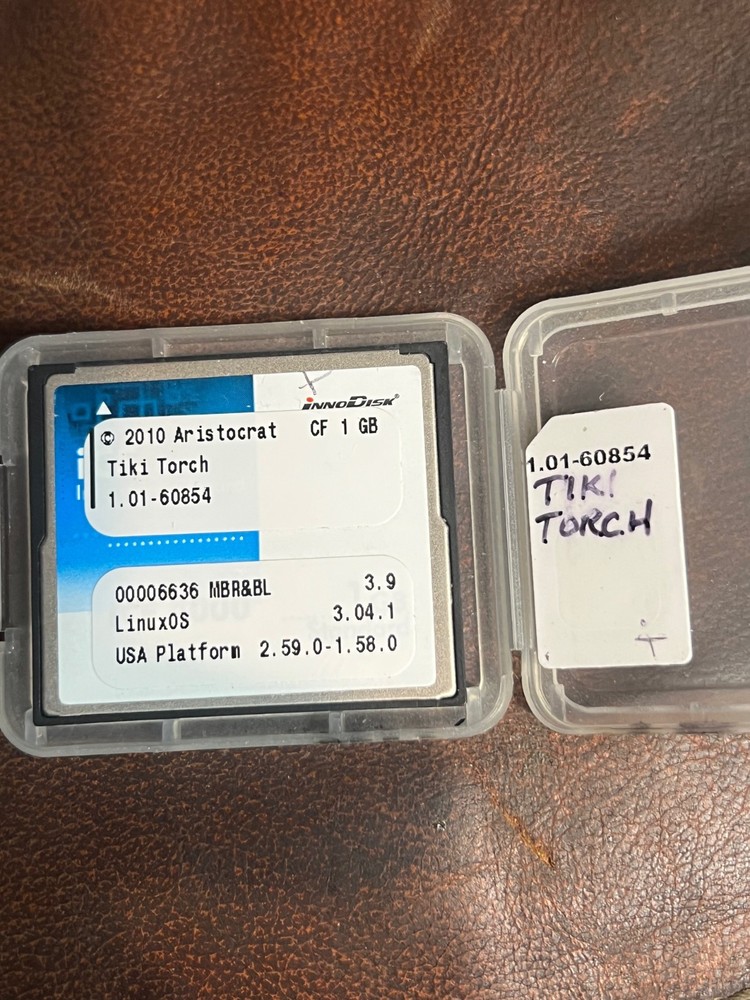 INNODISK®
© 2010 Aristocrat CF 1 GB
Tiki Torch
1.01-60854
00006636 MBR&BL 3.9
LinuxOS 3.04.1
USA Platform 2.59.0-1.58.0
1.01-60854
TIKI
TORCH